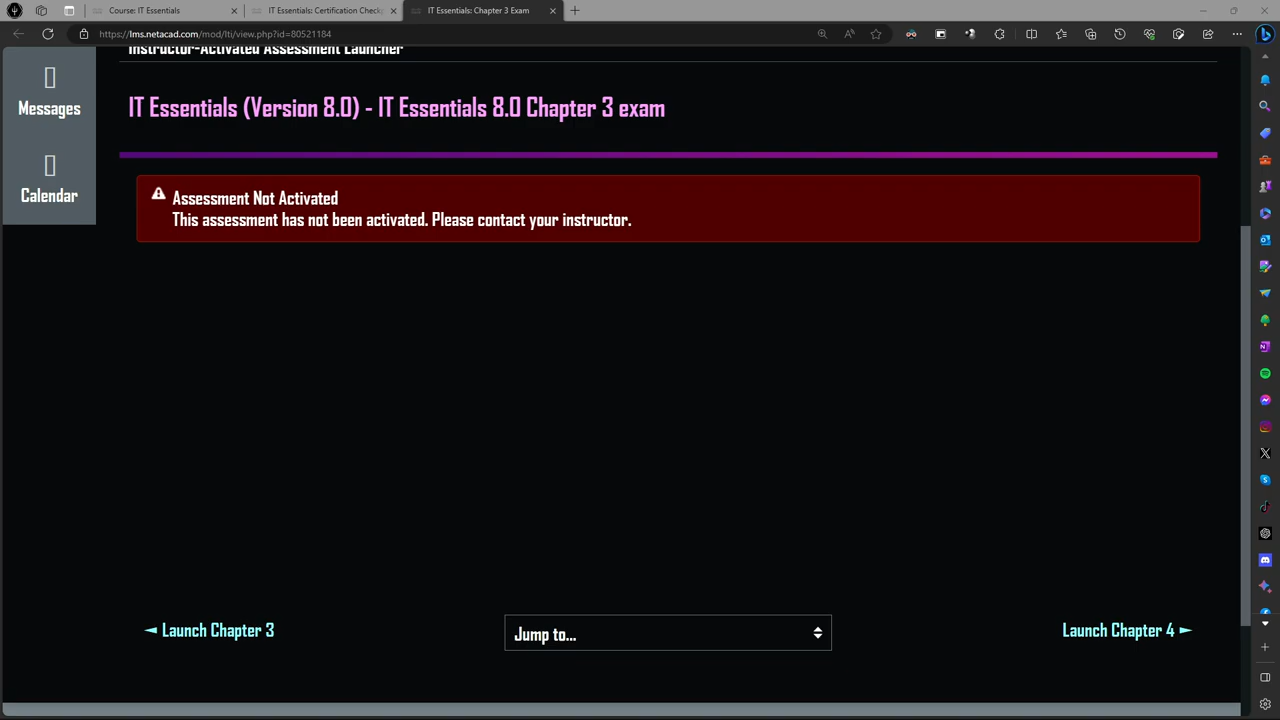 Course: IT Essentials
IT Essentials: Certification Checkp
IT Essentials: Chapter 3 Exam
https://lms.netacad.com/mod/lti/view.php?id=80521184
Instructor-Activated Assessment Launcher
Messages
Calendar
IT Essentials (Version 8.0) - IT Essentials 8.0 Chapter 3 exam
Assessment Not Activated
This assessment has not been activated. Please contact your instructor.
◄ Launch Chapter 3
Jump to...
Launch Chapter 4 ►